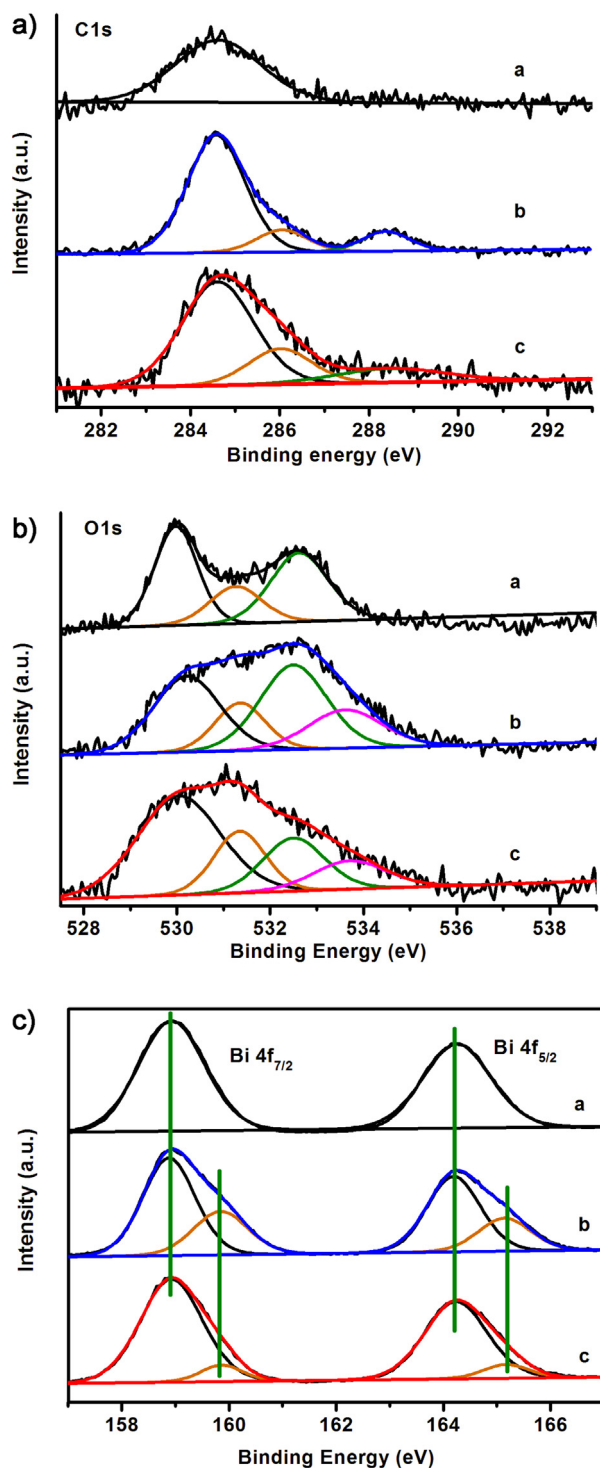 a)
C1s
a
b
c
Intensity (a.u.)
282 284 286 288 290 292
Binding energy (eV)
b)
O1s
a
b
c
Intensity (a.u.)
528 530 532 534 536 538
Binding Energy (eV)
c)
Bi 4f7/2
Bi 4f5/2
a
b
c
Intensity (a.u.)
158 160 162 164 166
Binding Energy (eV)